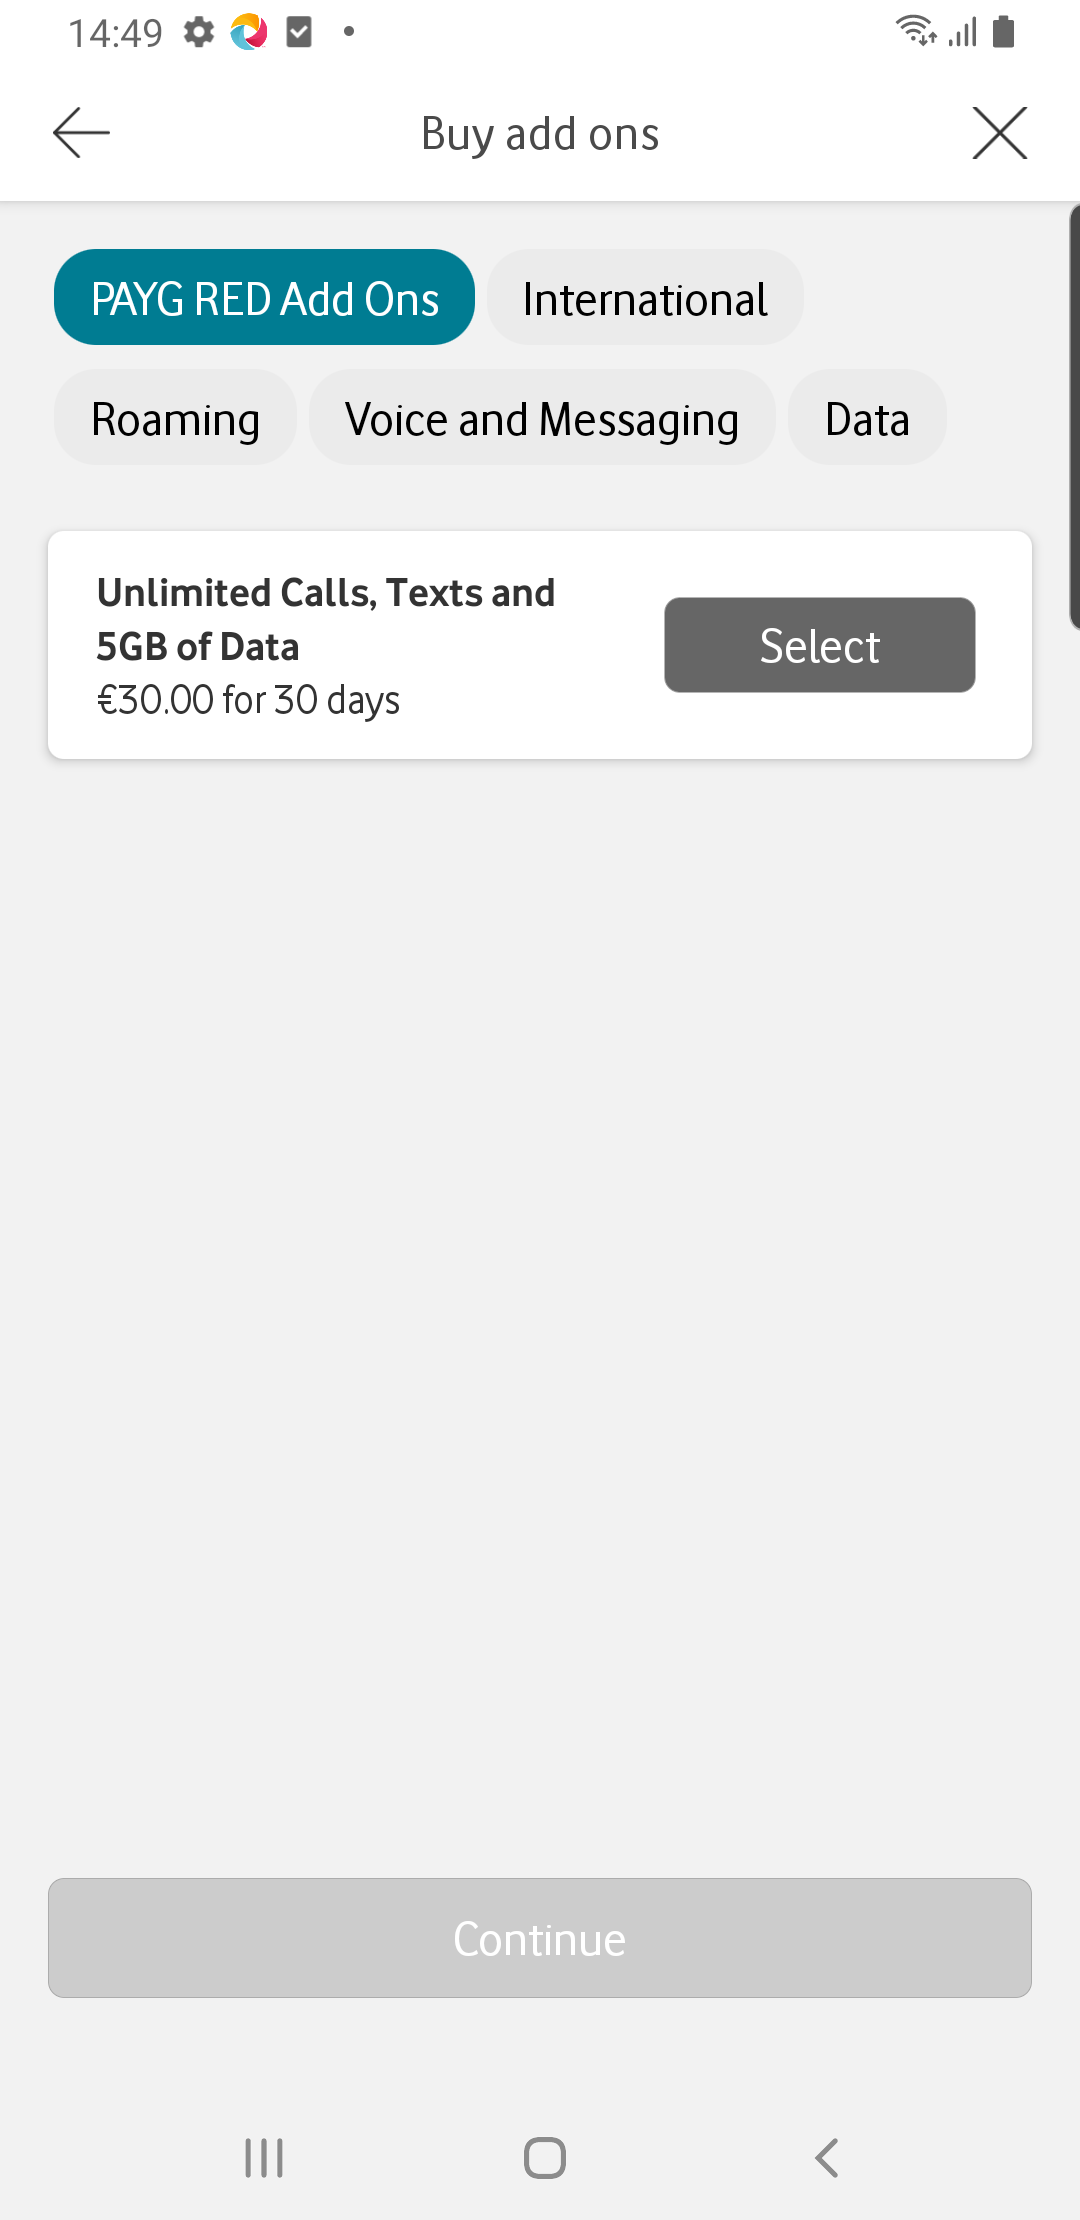 14:49
Buy add ons
PAYG RED Add Ons
International
Roaming
Voice and Messaging
Data
Unlimited Calls, Texts and
5GB of Data
€30.00 for 30 days
Select
Continue